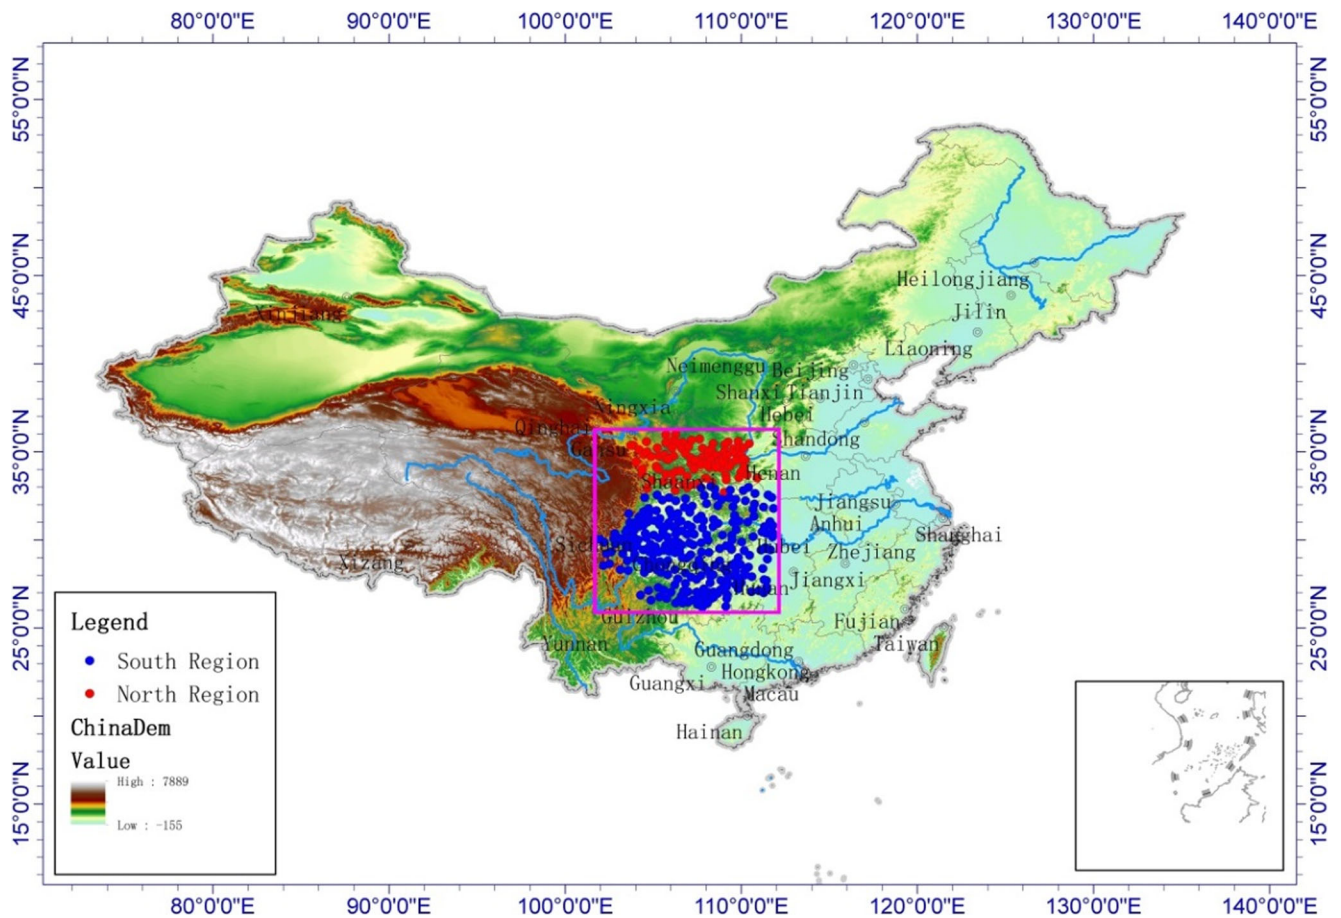 80°0'0"E 90°0'0"E 100°0'0"E 110°0'0"E 120°0'0"E 130°0'0"E 140°0'0"E
55°0'0"N
55°0'0"N
45°0'0"N
45°0'0"N
35°0'0"N
35°0'0"N
25°0'0"N
25°0'0"N
15°0'0"N
15°0'0"N
Heilongjiang
Jilin
Xinjiang
Liaoning
Neimenggu Beijing
Shanxi Tianjin
Ningxia
Hebei
Qinghai
Shandong
Gansu
Henan
Shaanxi
Jiangsu
Anhui
Shanghai
Sichuan
Hubei
Zhejiang
Xizang
Chongqing
Jiangxi
Hunan
Guizhou
Fujian
Yunnan
Taiwan
Guangdong
Hongkong
Guangxi
Macau
Hainan
Legend
South Region
North Region
ChinaDem
Value
High : 7889
Low : -155
80°0'0"E 90°0'0"E 100°0'0"E 110°0'0"E 120°0'0"E 130°0'0"E 140°0'0"E